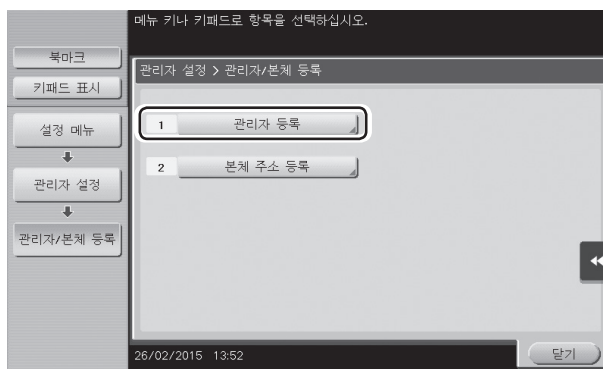 메뉴 키나 키패드로 항목을 선택하십시오.
북마크
키패드 표시
설정 메뉴
관리자 설정
관리자/본체 등록
관리자 설정 > 관리자/본체 등록
1 관리자 등록
2 본체 주소 등록
26/02/2015 13:52
닫기